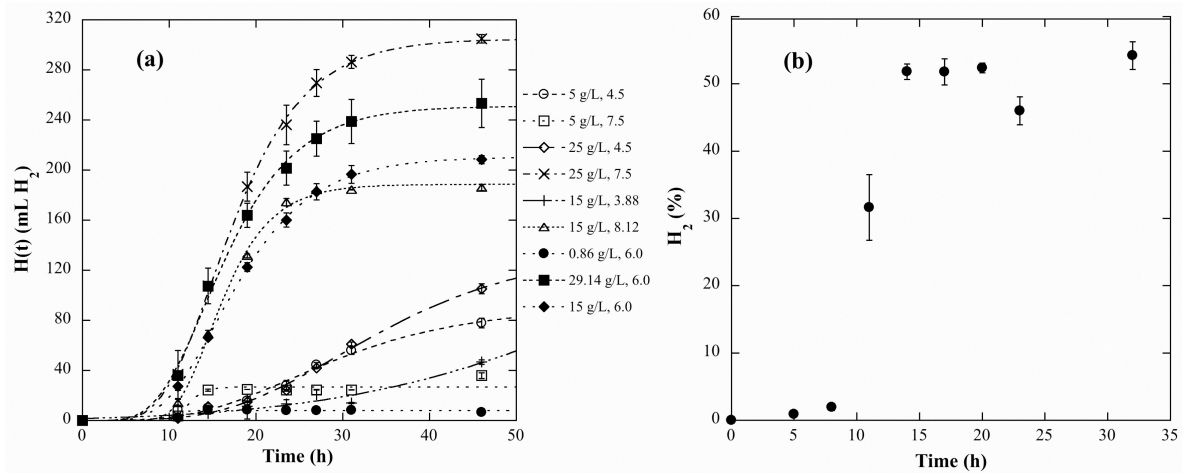 320
280
240
200
160
120
80
40
0
H(t) (mL H2)
(a)
0 10 20 30 40 50
Time (h)
5 g/L, 4.5
5 g/L, 7.5
25 g/L, 4.5
25 g/L, 7.5
15 g/L, 3.88
15 g/L, 8.12
0.86 g/L, 6.0
29.14 g/L, 6.0
15 g/L, 6.0
60
50
40
30
20
10
0
H2 (%)
(b)
0 5 10 15 20 25 30 35
Time (h)